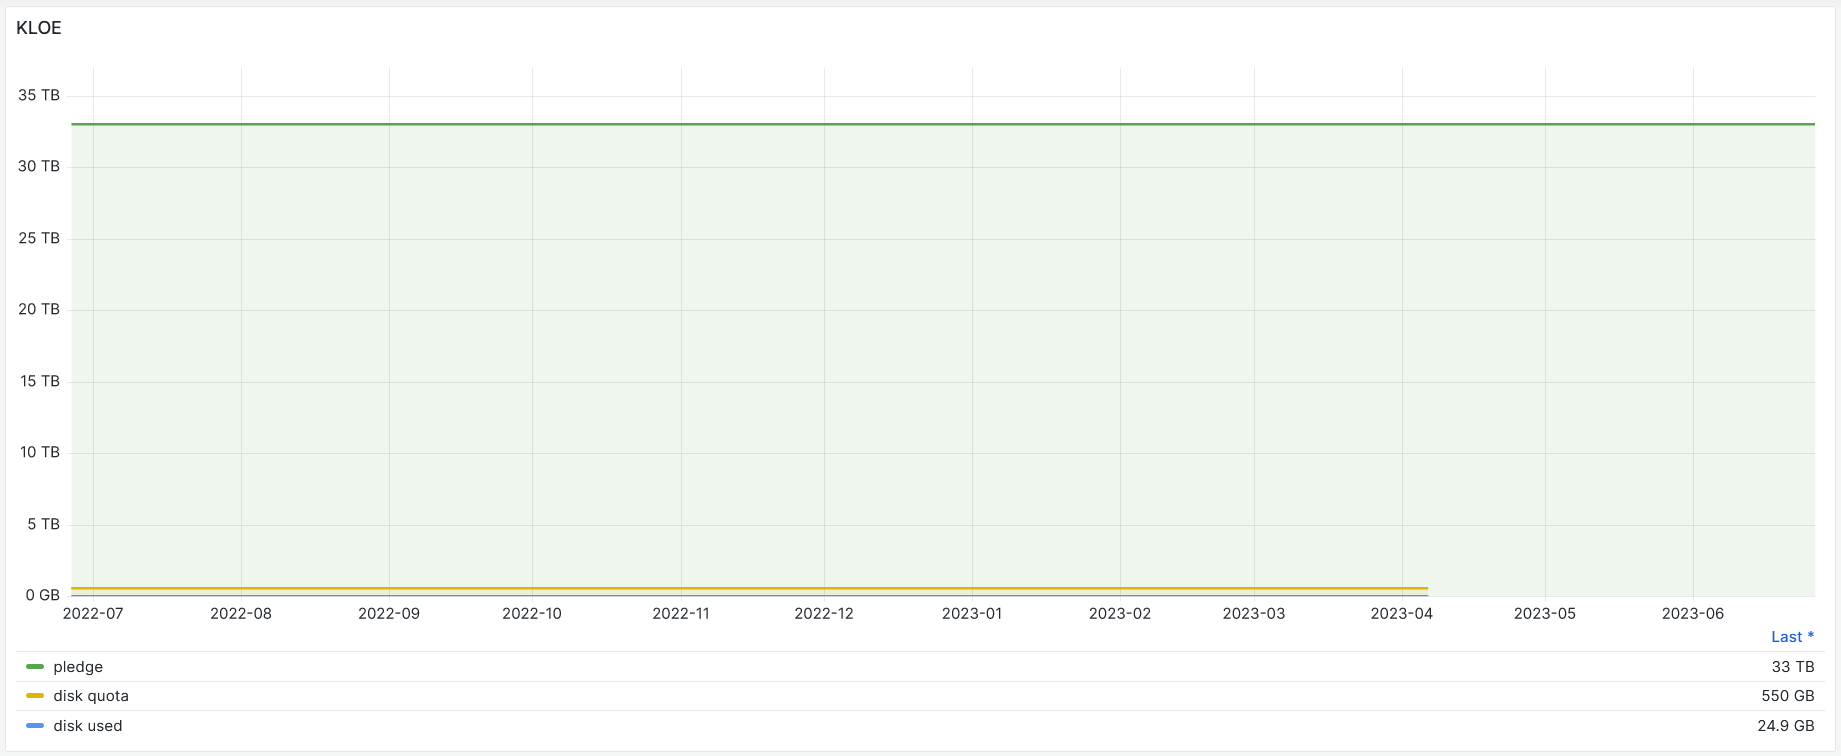 KLOE
35 TB
30 TB
25 TB
20 TB
15 TB
10 TB
5 TB
0 GB
2022-07 2022-08 2022-09 2022-10 2022-11 2022-12 2023-01 2023-02 2023-03 2023-04 2023-05 2023-06
Last *
pledge 33 TB
disk quota 550 GB
disk used 24.9 GB